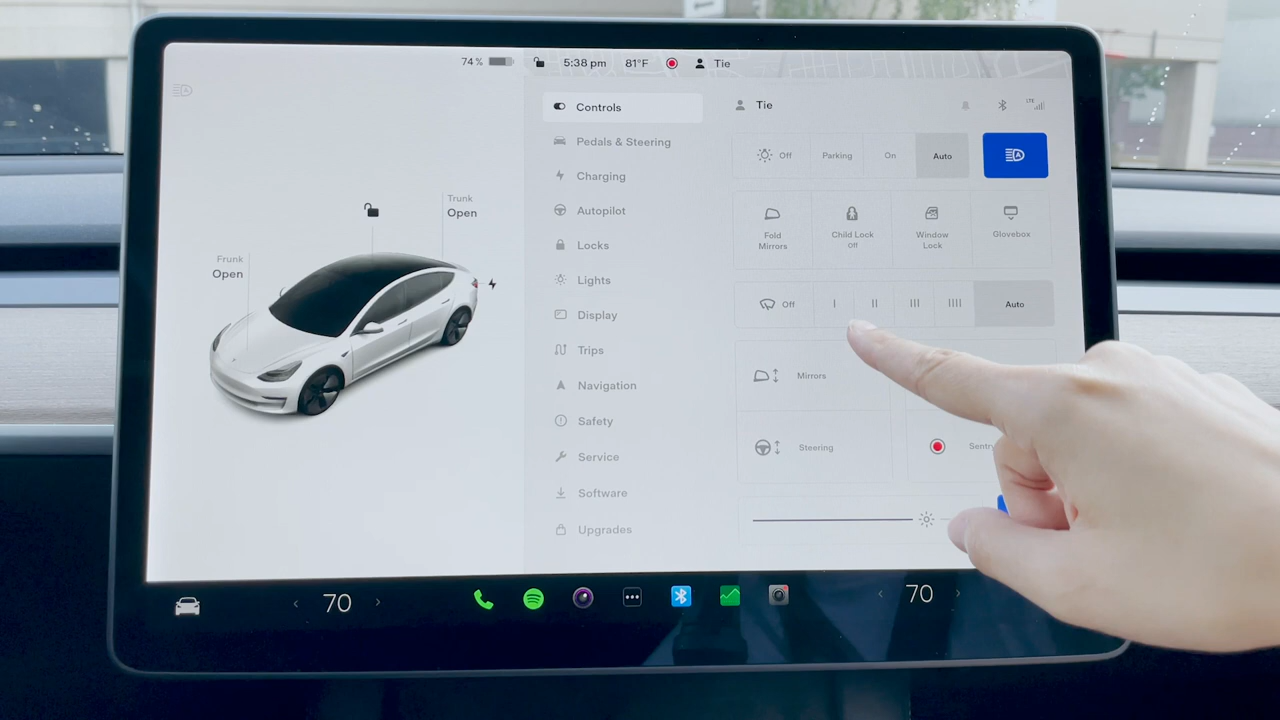 74% 5:38 pm 81°F Tie
Controls
Pedals & Steering
Charging
Autopilot
Locks
Lights
Display
Trips
Navigation
Safety
Service
Software
Upgrades
Trunk
Open
Frunk
Open
Tie
LTE
Off Parking On Auto
Fold
Mirrors
Child Lock
Off
Window
Lock
Glovebox
Off I II III IIII Auto
Mirrors
Steering
Sentry
70
70